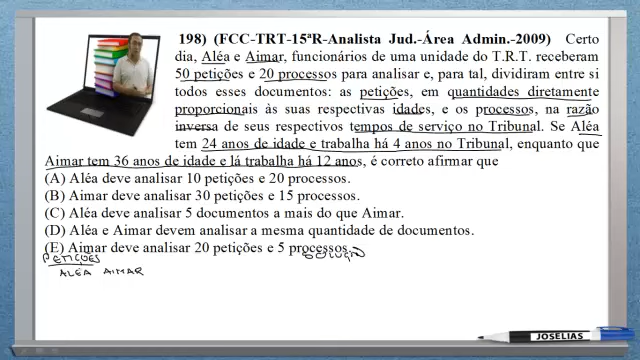 198) (FCC-TRT-15ªR-Analista Jud.-Área Admin.-2009) Certo
dia, Aléa e Aimar, funcionários de uma unidade do T.R.T. receberam
50 petições e 20 processos para analisar e, para tal, dividiram entre si
todos esses documentos: as petições, em quantidades diretamente
proporcionais às suas respectivas idades, e os processos, na razão
inversa de seus respectivos tempos de serviço no Tribunal. Se Aléa
tem 24 anos de idade e trabalha há 4 anos no Tribunal, enquanto que
Aimar tem 36 anos de idade e lá trabalha há 12 anos, é correto afirmar que
(A) Aléa deve analisar 10 petições e 20 processos.
(B) Aimar deve analisar 30 petições e 15 processos.
(C) Aléa deve analisar 5 documentos a mais do que Aimar.
(D) Aléa e Aimar devem analisar a mesma quantidade de documentos.
(E) Aimar deve analisar 20 petições e 5 processos.
PETIÇÕES SOLUÇÃO
ALÉA AIMAR
JOSELIAS